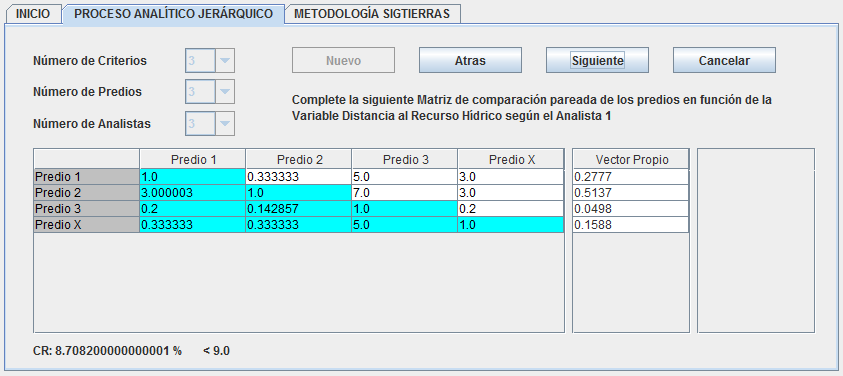 INICIO PROCESO ANALÍTICO JERÁRQUICO METODOLOGÍA SIGTIERRAS
Número de Criterios 3 Nuevo Atras Siguiente Cancelar
Número de Predios 3
Número de Analistas 3
Complete la siguiente Matriz de comparación pareada de los predios en función de la
Variable Distancia al Recurso Hídrico según el Analista 1
Predio 1 Predio 2 Predio 3 Predio X Vector Propio
Predio 1 1.0 0.333333 5.0 3.0 0.2777
Predio 2 3.000003 1.0 7.0 3.0 0.5137
Predio 3 0.2 0.142857 1.0 0.2 0.0498
Predio X 0.333333 0.333333 5.0 1.0 0.1588
CR: 8.708200000000001 % < 9.0